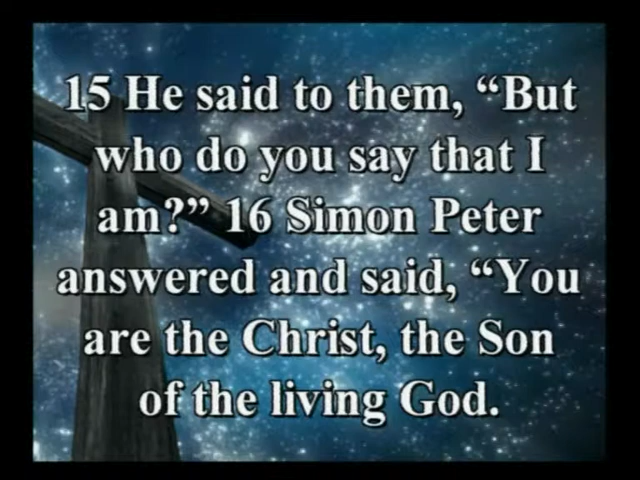 15 He said to them, “But
who do you say that I
am?” 16 Simon Peter
answered and said, “You
are the Christ, the Son
of the living God.